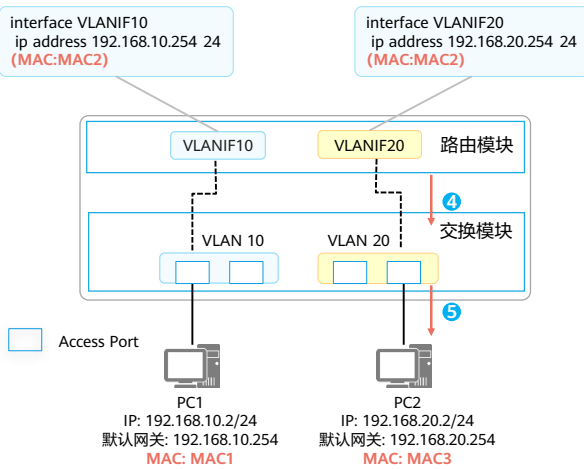 interface VLANIF10
ip address 192.168.10.254 24
(MAC:MAC2)
interface VLANIF20
ip address 192.168.20.254 24
(MAC:MAC2)
VLANIF10
VLANIF20
路由模块
4
交换模块
VLAN 10
VLAN 20
5
Access Port
PC1
IP: 192.168.10.2/24
默认网关: 192.168.10.254
MAC: MAC1
PC2
IP: 192.168.20.2/24
默认网关: 192.168.20.254
MAC: MAC3